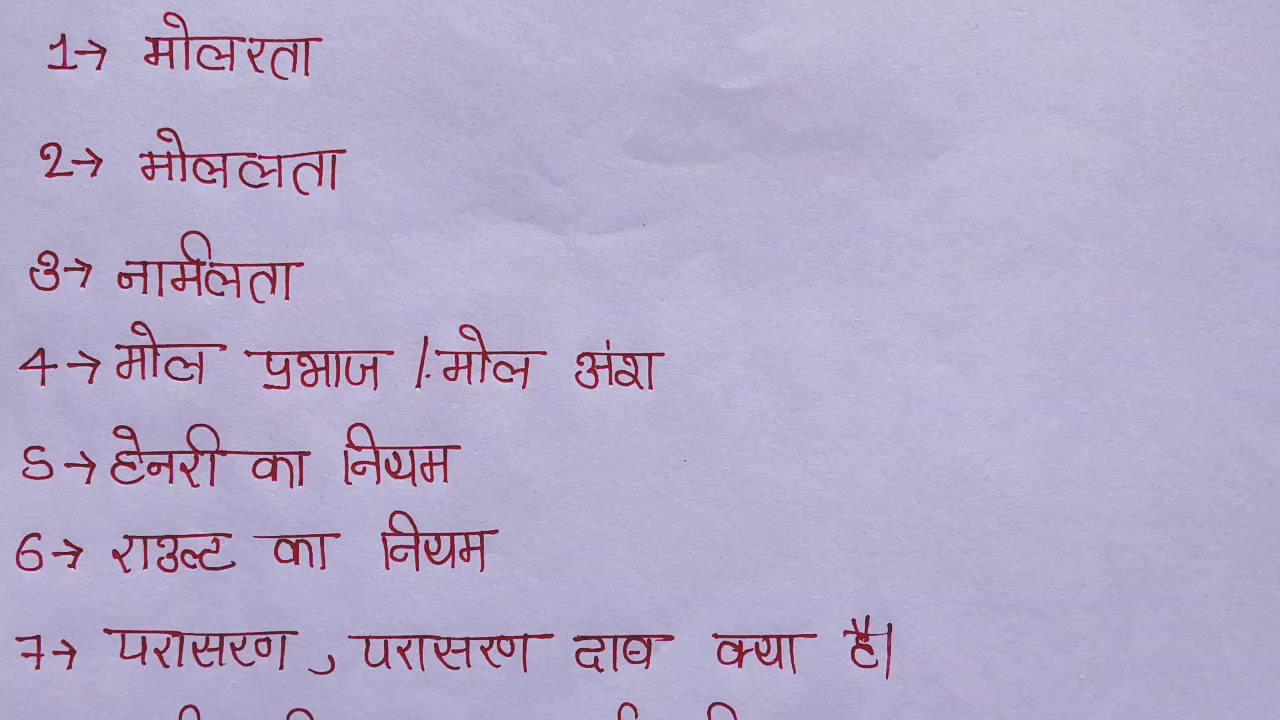 1→ मोलरता
2→ मोललता
3→ नार्मलता
4→ मोल प्रभाज / मोल अंश
5→ हेनरी का नियम
6→ राउल्ट का नियम
7→ परासरण, परासरण दाब क्या है।